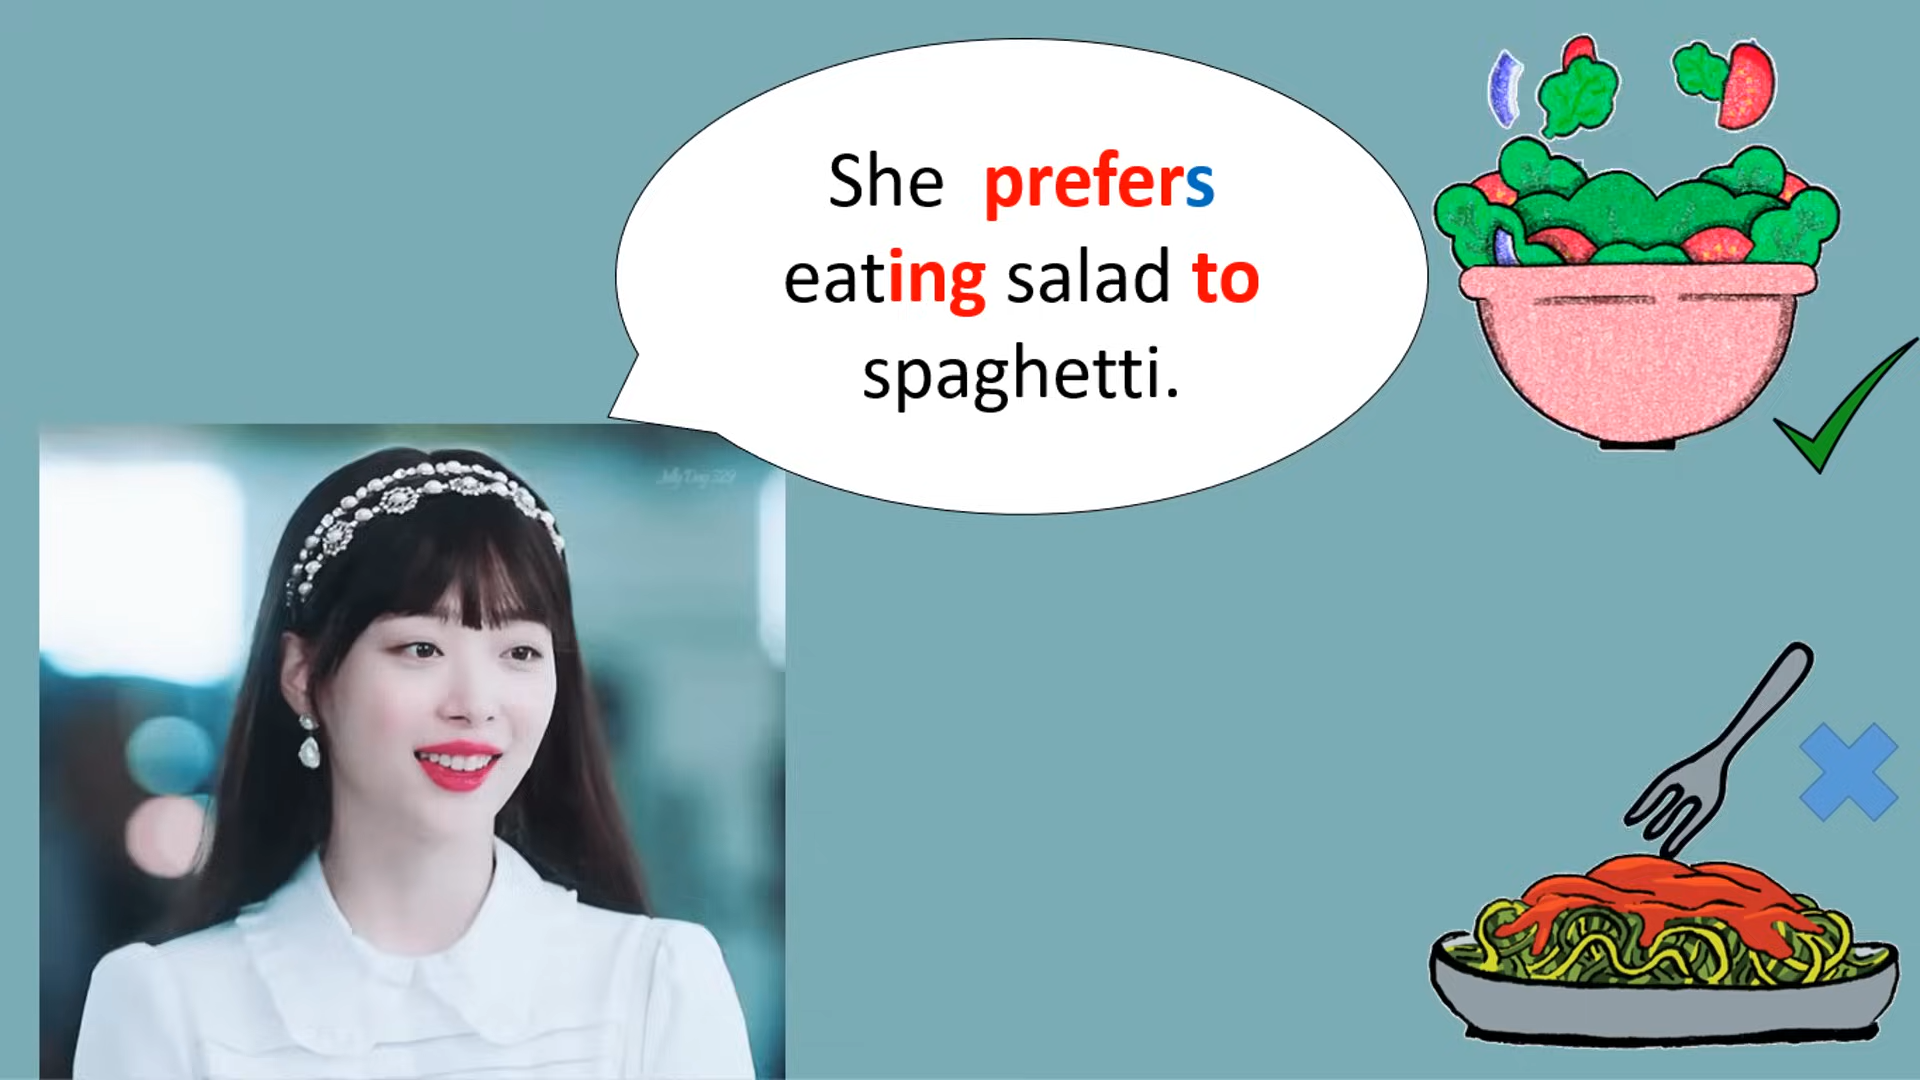 She prefers
eating salad to
spaghetti.